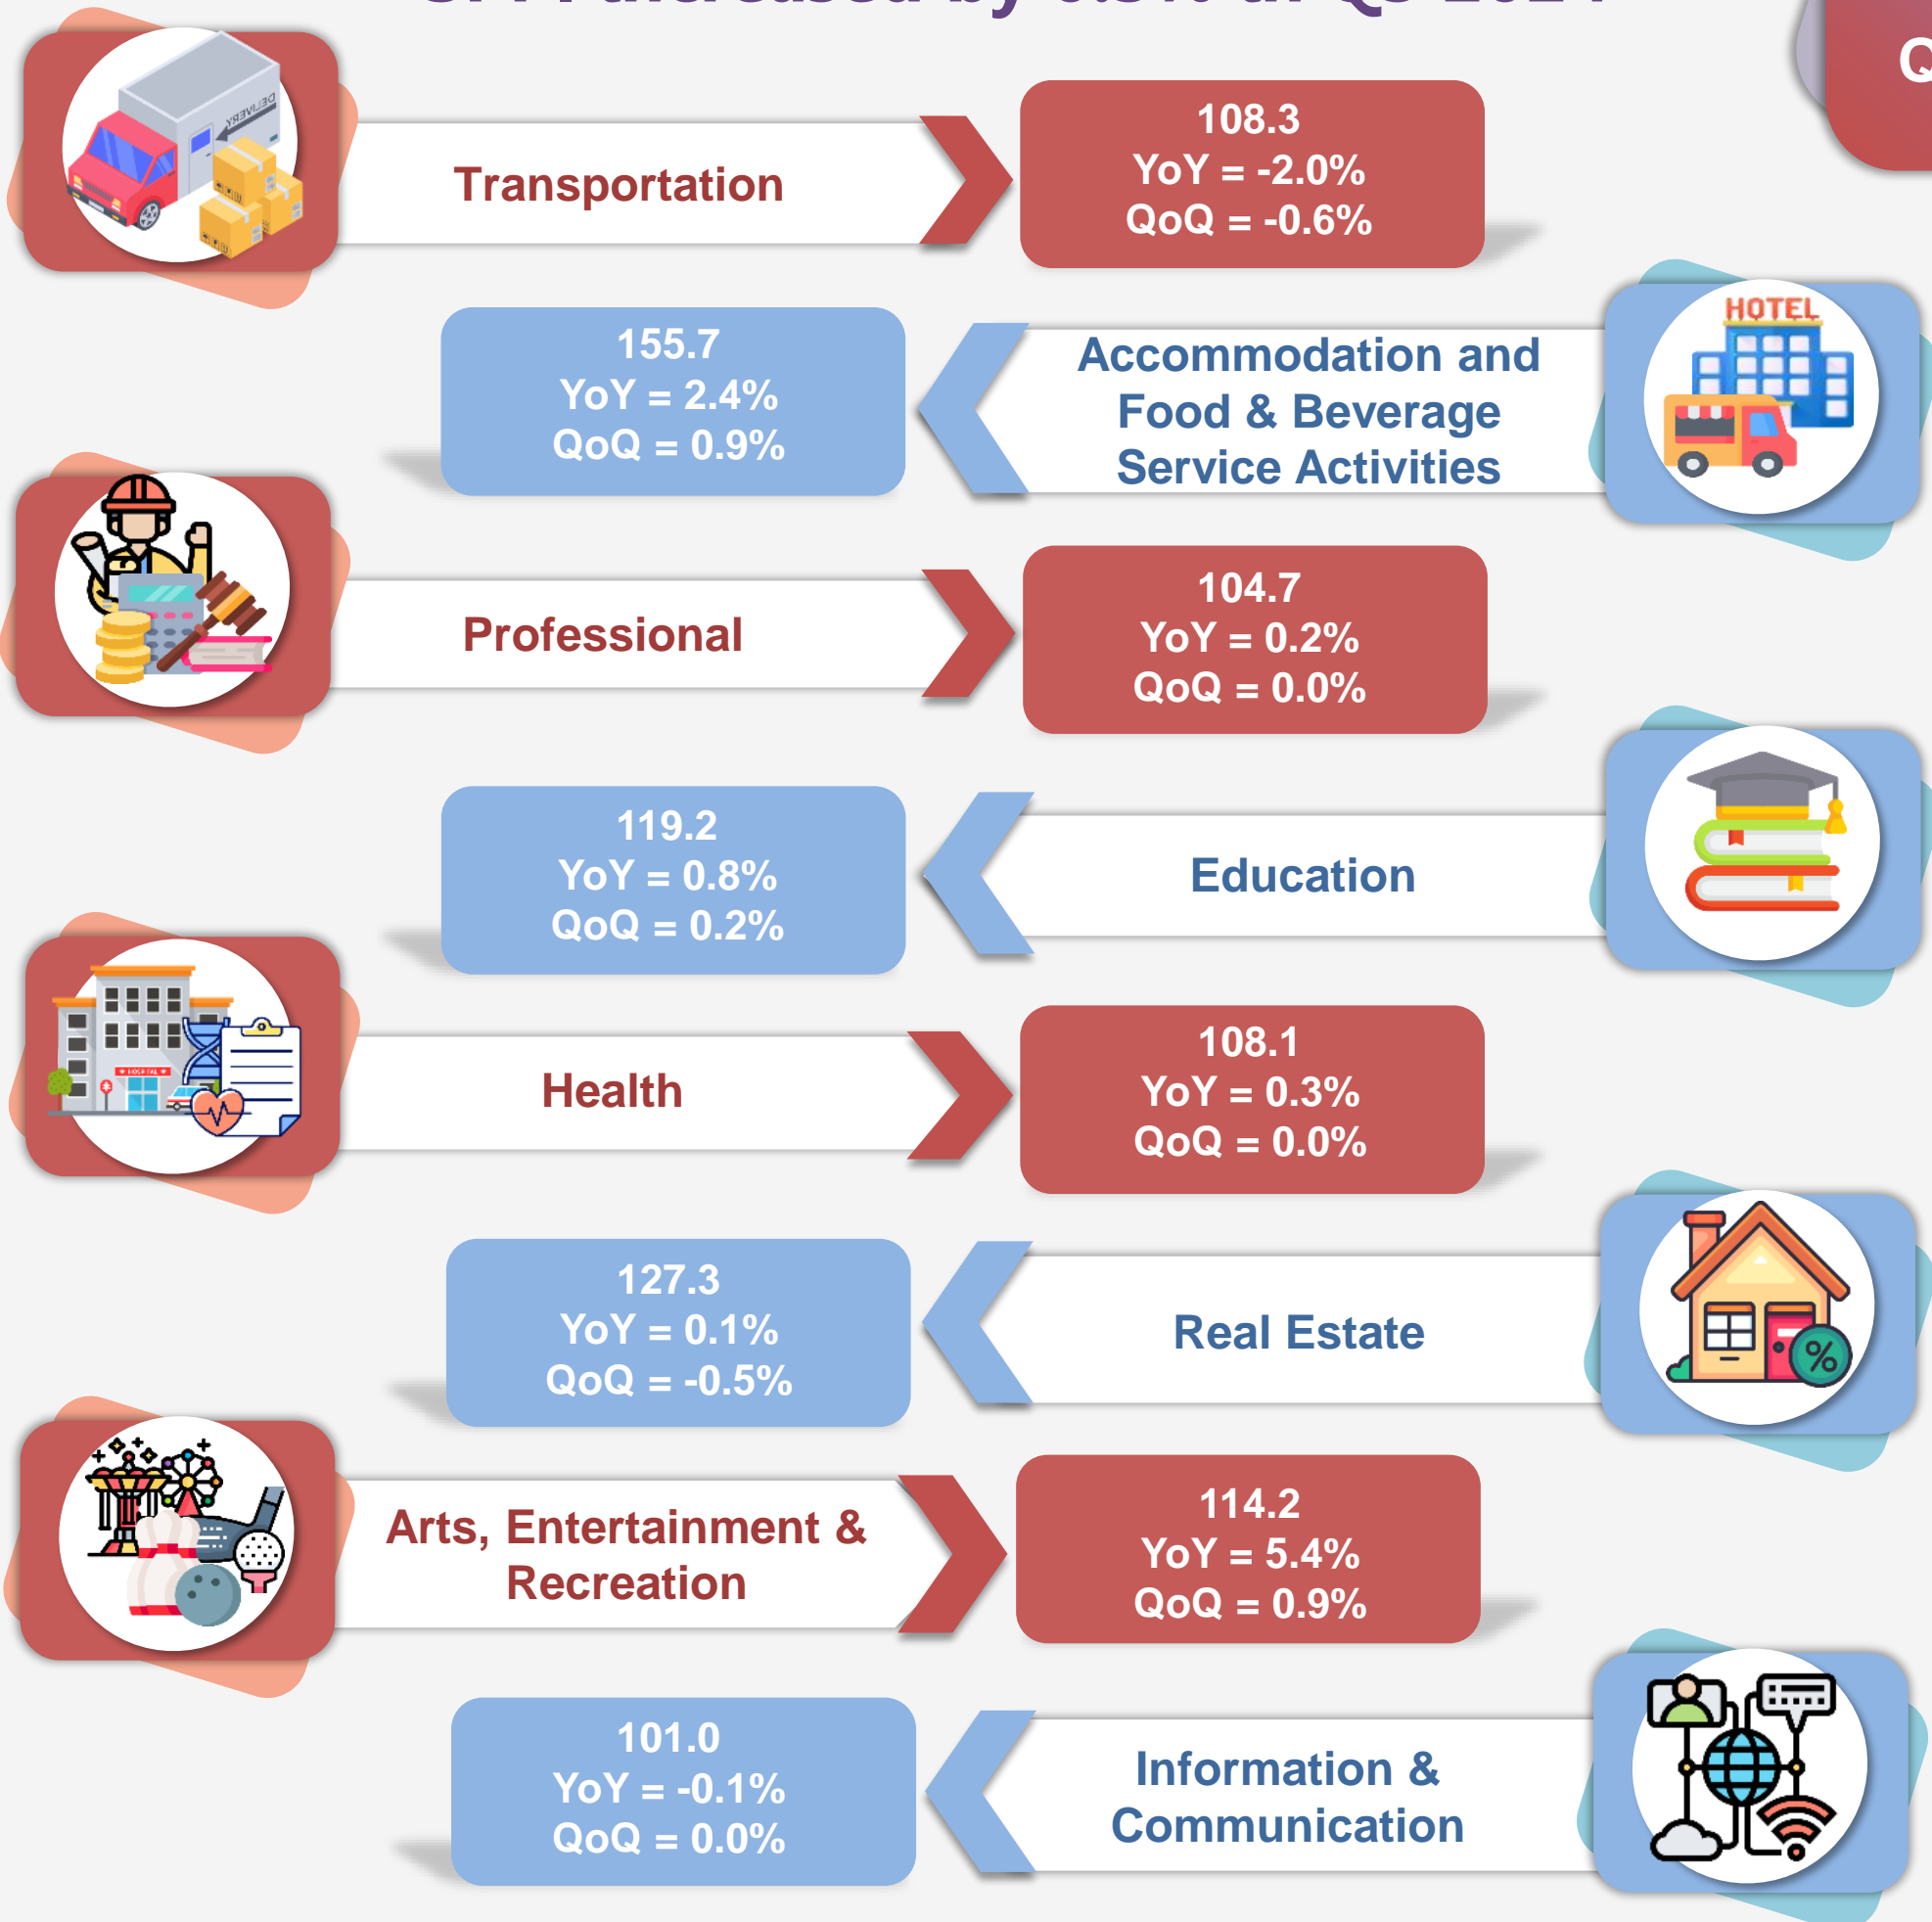 Q
Transportation
108.3
YoY = -2.0%
QoQ = -0.6%
DELIVERY
155.7
YoY = 2.4%
QoQ = 0.9%
Accommodation and
Food & Beverage
Service Activities
HOTEL
Professional
104.7
YoY = 0.2%
QoQ = 0.0%
119.2
YoY = 0.8%
QoQ = 0.2%
Education
HOSPITAL
Health
108.1
YoY = 0.3%
QoQ = 0.0%
127.3
YoY = 0.1%
QoQ = -0.5%
Real Estate
%
Arts, Entertainment &
Recreation
114.2
YoY = 5.4%
QoQ = 0.9%
101.0
YoY = -0.1%
QoQ = 0.0%
Information &
Communication